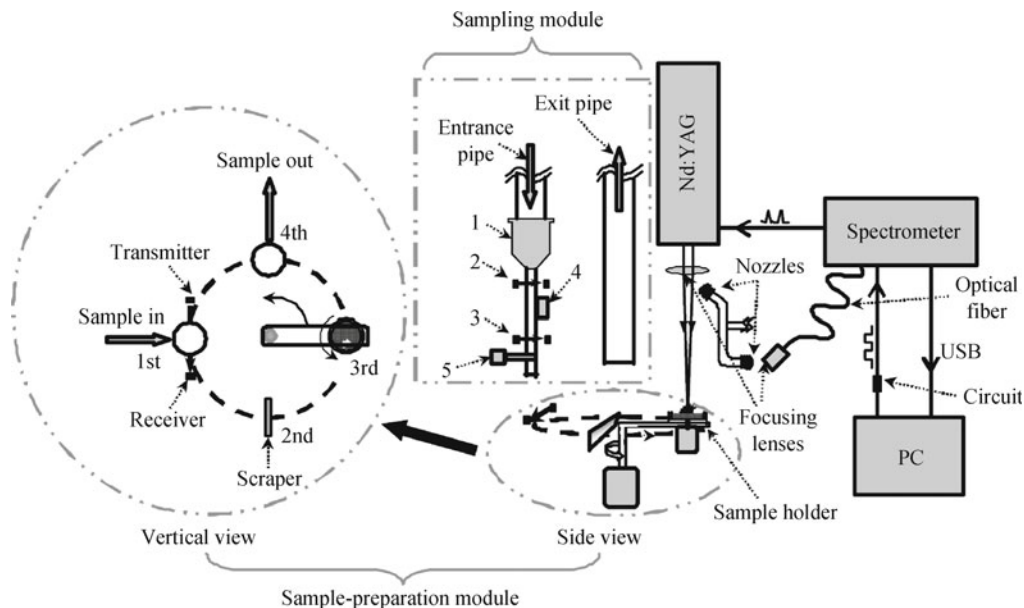 Sampling module
Exit pipe
Entrance
pipe
1
2
3
4
5
Nd:YAG
Spectrometer
Nozzles
Optical
fiber
USB
Circuit
PC
Focusing
lenses
Sample holder
Sample out
4th
Transmitter
Sample in
1st
3rd
Receiver
2nd
Scraper
Vertical view
Side view
Sample-preparation module